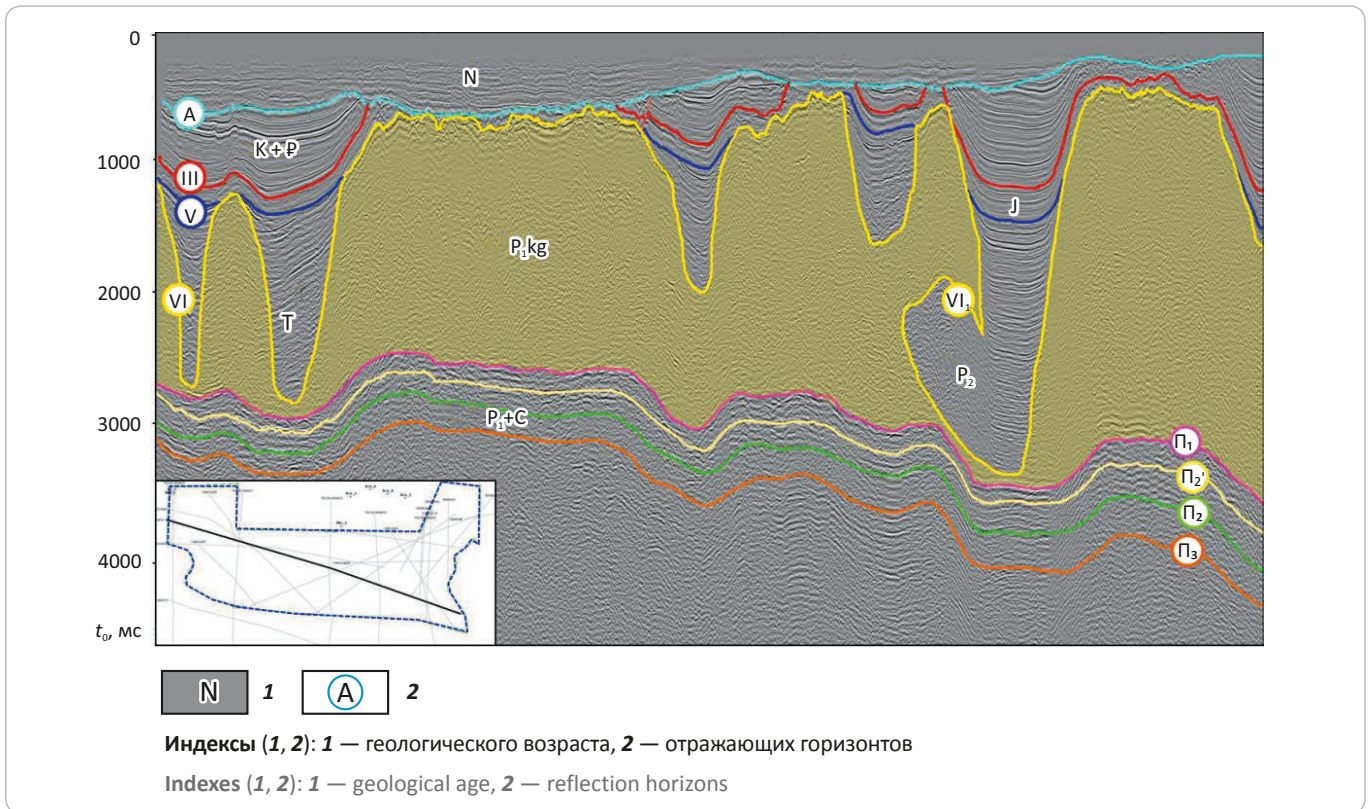 0
N
A
K + ₽
1000
III
V
J
P₁kg
2000
VI
VI₁
T
P₂
3000
P₁+C
П₁
П₂'
П₂
4000
П₃
t₀, мс
N 1 A 2
Индексы (1, 2): 1 — геологического возраста, 2 — отражающих горизонтов
Indexes (1, 2): 1 — geological age, 2 — reflection horizons